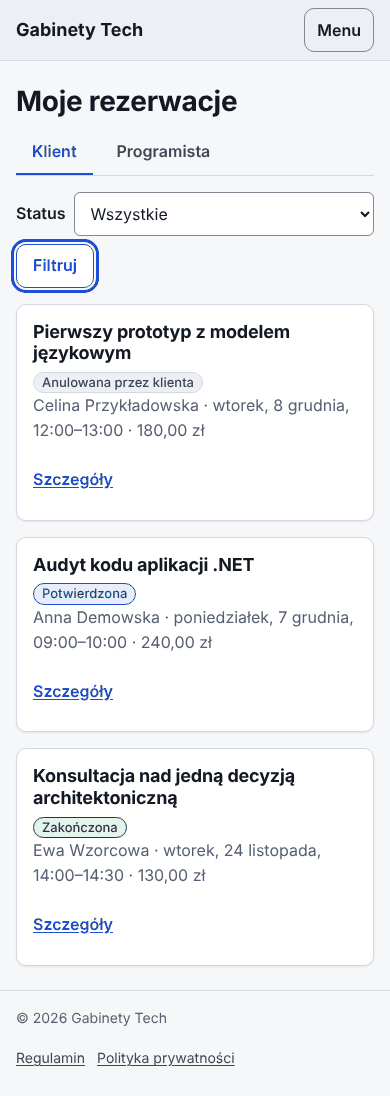 Gabinety Tech
Menu
Moje rezerwacje
Klient
Programista
Status
Wszystkie
Filtruj
Pierwszy prototyp z modelem
językowym
Anulowana przez klienta
Celina Przykładowska · wtorek, 8 grudnia,
12:00–13:00 · 180,00 zł
Szczegóły
Audyt kodu aplikacji .NET
Potwierdzona
Anna Demowska · poniedziałek, 7 grudnia,
09:00–10:00 · 240,00 zł
Szczegóły
Konsultacja nad jedną decyzją
architektoniczną
Zakończona
Ewa Wzorcowa · wtorek, 24 listopada,
14:00–14:30 · 130,00 zł
Szczegóły
© 2026 Gabinety Tech
Regulamin Polityka prywatności